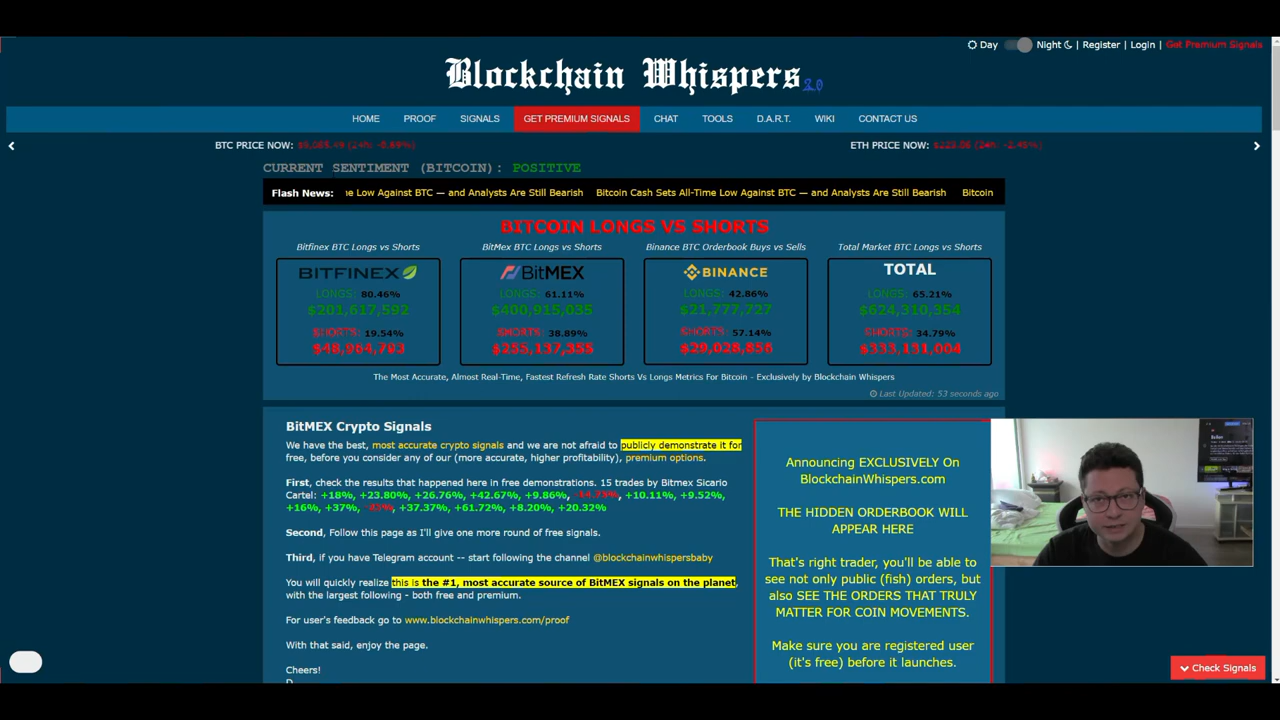 Day Night | Register | Login | Get Premium Signals
Blockchain Whispers 2.0
HOME PROOF SIGNALS GET PREMIUM SIGNALS CHAT TOOLS D.A.R.T. WIKI CONTACT US
BTC PRICE NOW: ETH PRICE NOW:
CURRENT SENTIMENT (BITCOIN): POSITIVE
Flash News: ie Low Against BTC — and Analysts Are Still Bearish Bitcoin Cash Sets All-Time Low Against BTC — and Analysts Are Still Bearish Bitcoin
BITCOIN LONGS VS SHORTS
Bitfinex BTC Longs vs Shorts BitMex BTC Longs vs Shorts Binance BTC Orderbook Buys vs Sells Total Market BTC Longs vs Shorts
BITFINEX BitMEX BINANCE TOTAL
LONGS: 80.46% LONGS: 61.11% LONGS: 42.86% LONGS: 65.21%
$201,617,592 $400,915,035 $21,777,727 $624,310,354
SHORTS: 19.54% SHORTS: 38.89% SHORTS: 57.14% SHORTS: 34.79%
$48,964,793 $255,137,355 $29,028,856 $333,131,004
The Most Accurate, Almost Real-Time, Fastest Refresh Rate Shorts Vs Longs Metrics For Bitcoin - Exclusively by Blockchain Whispers
Last Updated: 53 seconds ago
BitMEX Crypto Signals
We have the best, most accurate crypto signals and we are not afraid to publicly demonstrate it for
free, before you consider any of our (more accurate, higher profitability), premium options.
First, check the results that happened here in free demonstrations. 15 trades by Bitmex Sicario
Cartel: +18%, +23.80%, +26.76%, +42.67%, +9.86%, +10.11%, +9.52%,
+16%, +37%, +37.37%, +61.72%, +8.20%, +20.32%
Second, Follow this page as I'll give one more round of free signals.
Third, if you have Telegram account -- start following the channel @blockchainwhispersbaby
You will quickly realize this is the #1, most accurate source of BitMEX signals on the planet,
with the largest following - both free and premium.
For user's feedback go to www.blockchainwhispers.com/proof
With that said, enjoy the page.
Cheers!
D
Announcing EXCLUSIVELY On
BlockchainWhispers.com
THE HIDDEN ORDERBOOK WILL
APPEAR HERE
That's right trader, you'll be able to
see not only public (fish) orders, but
also SEE THE ORDERS THAT TRULY
MATTER FOR COIN MOVEMENTS.
Make sure you are registered user
(it's free) before it launches.
Check Signals